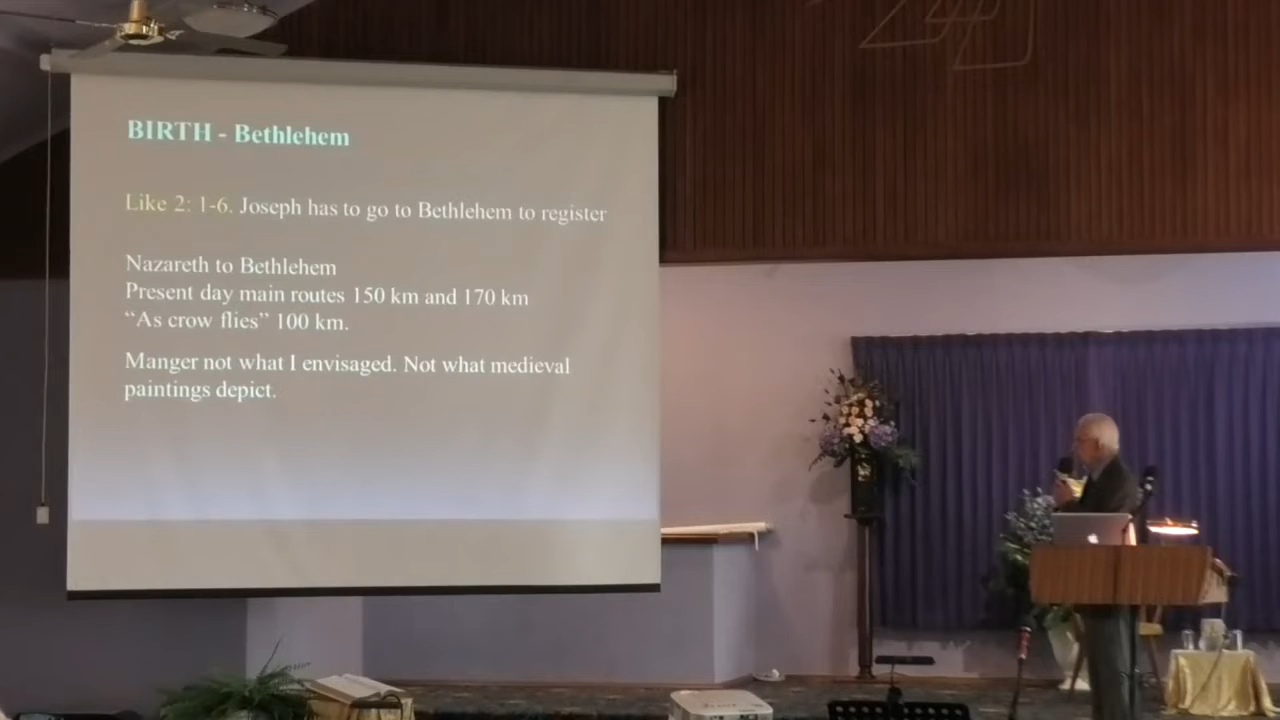 BIRTH - Bethlehem
Like 2: 1-6. Joseph has to go to Bethlehem to register
Nazareth to Bethlehem
Present day main routes 150 km and 170 km
“As crow flies” 100 km.
Manger not what I envisaged. Not what medieval
paintings depict.